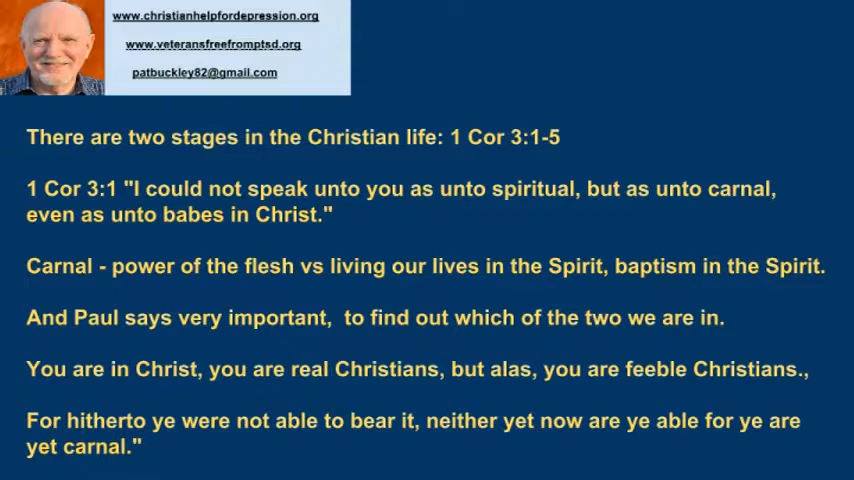 www.christianhelpfordepression.org
www.veteransfreefromptsd.org
patbuckley82@gmail.com
There are two stages in the Christian life: 1 Cor 3:1-5
1 Cor 3:1 "I could not speak unto you as unto spiritual, but as unto carnal,
even as unto babes in Christ."
Carnal - power of the flesh vs living our lives in the Spirit, baptism in the Spirit.
And Paul says very important,  to find out which of the two we are in.
You are in Christ, you are real Christians, but alas, you are feeble Christians.,
For hitherto ye were not able to bear it, neither yet now are ye able for ye are
yet carnal."